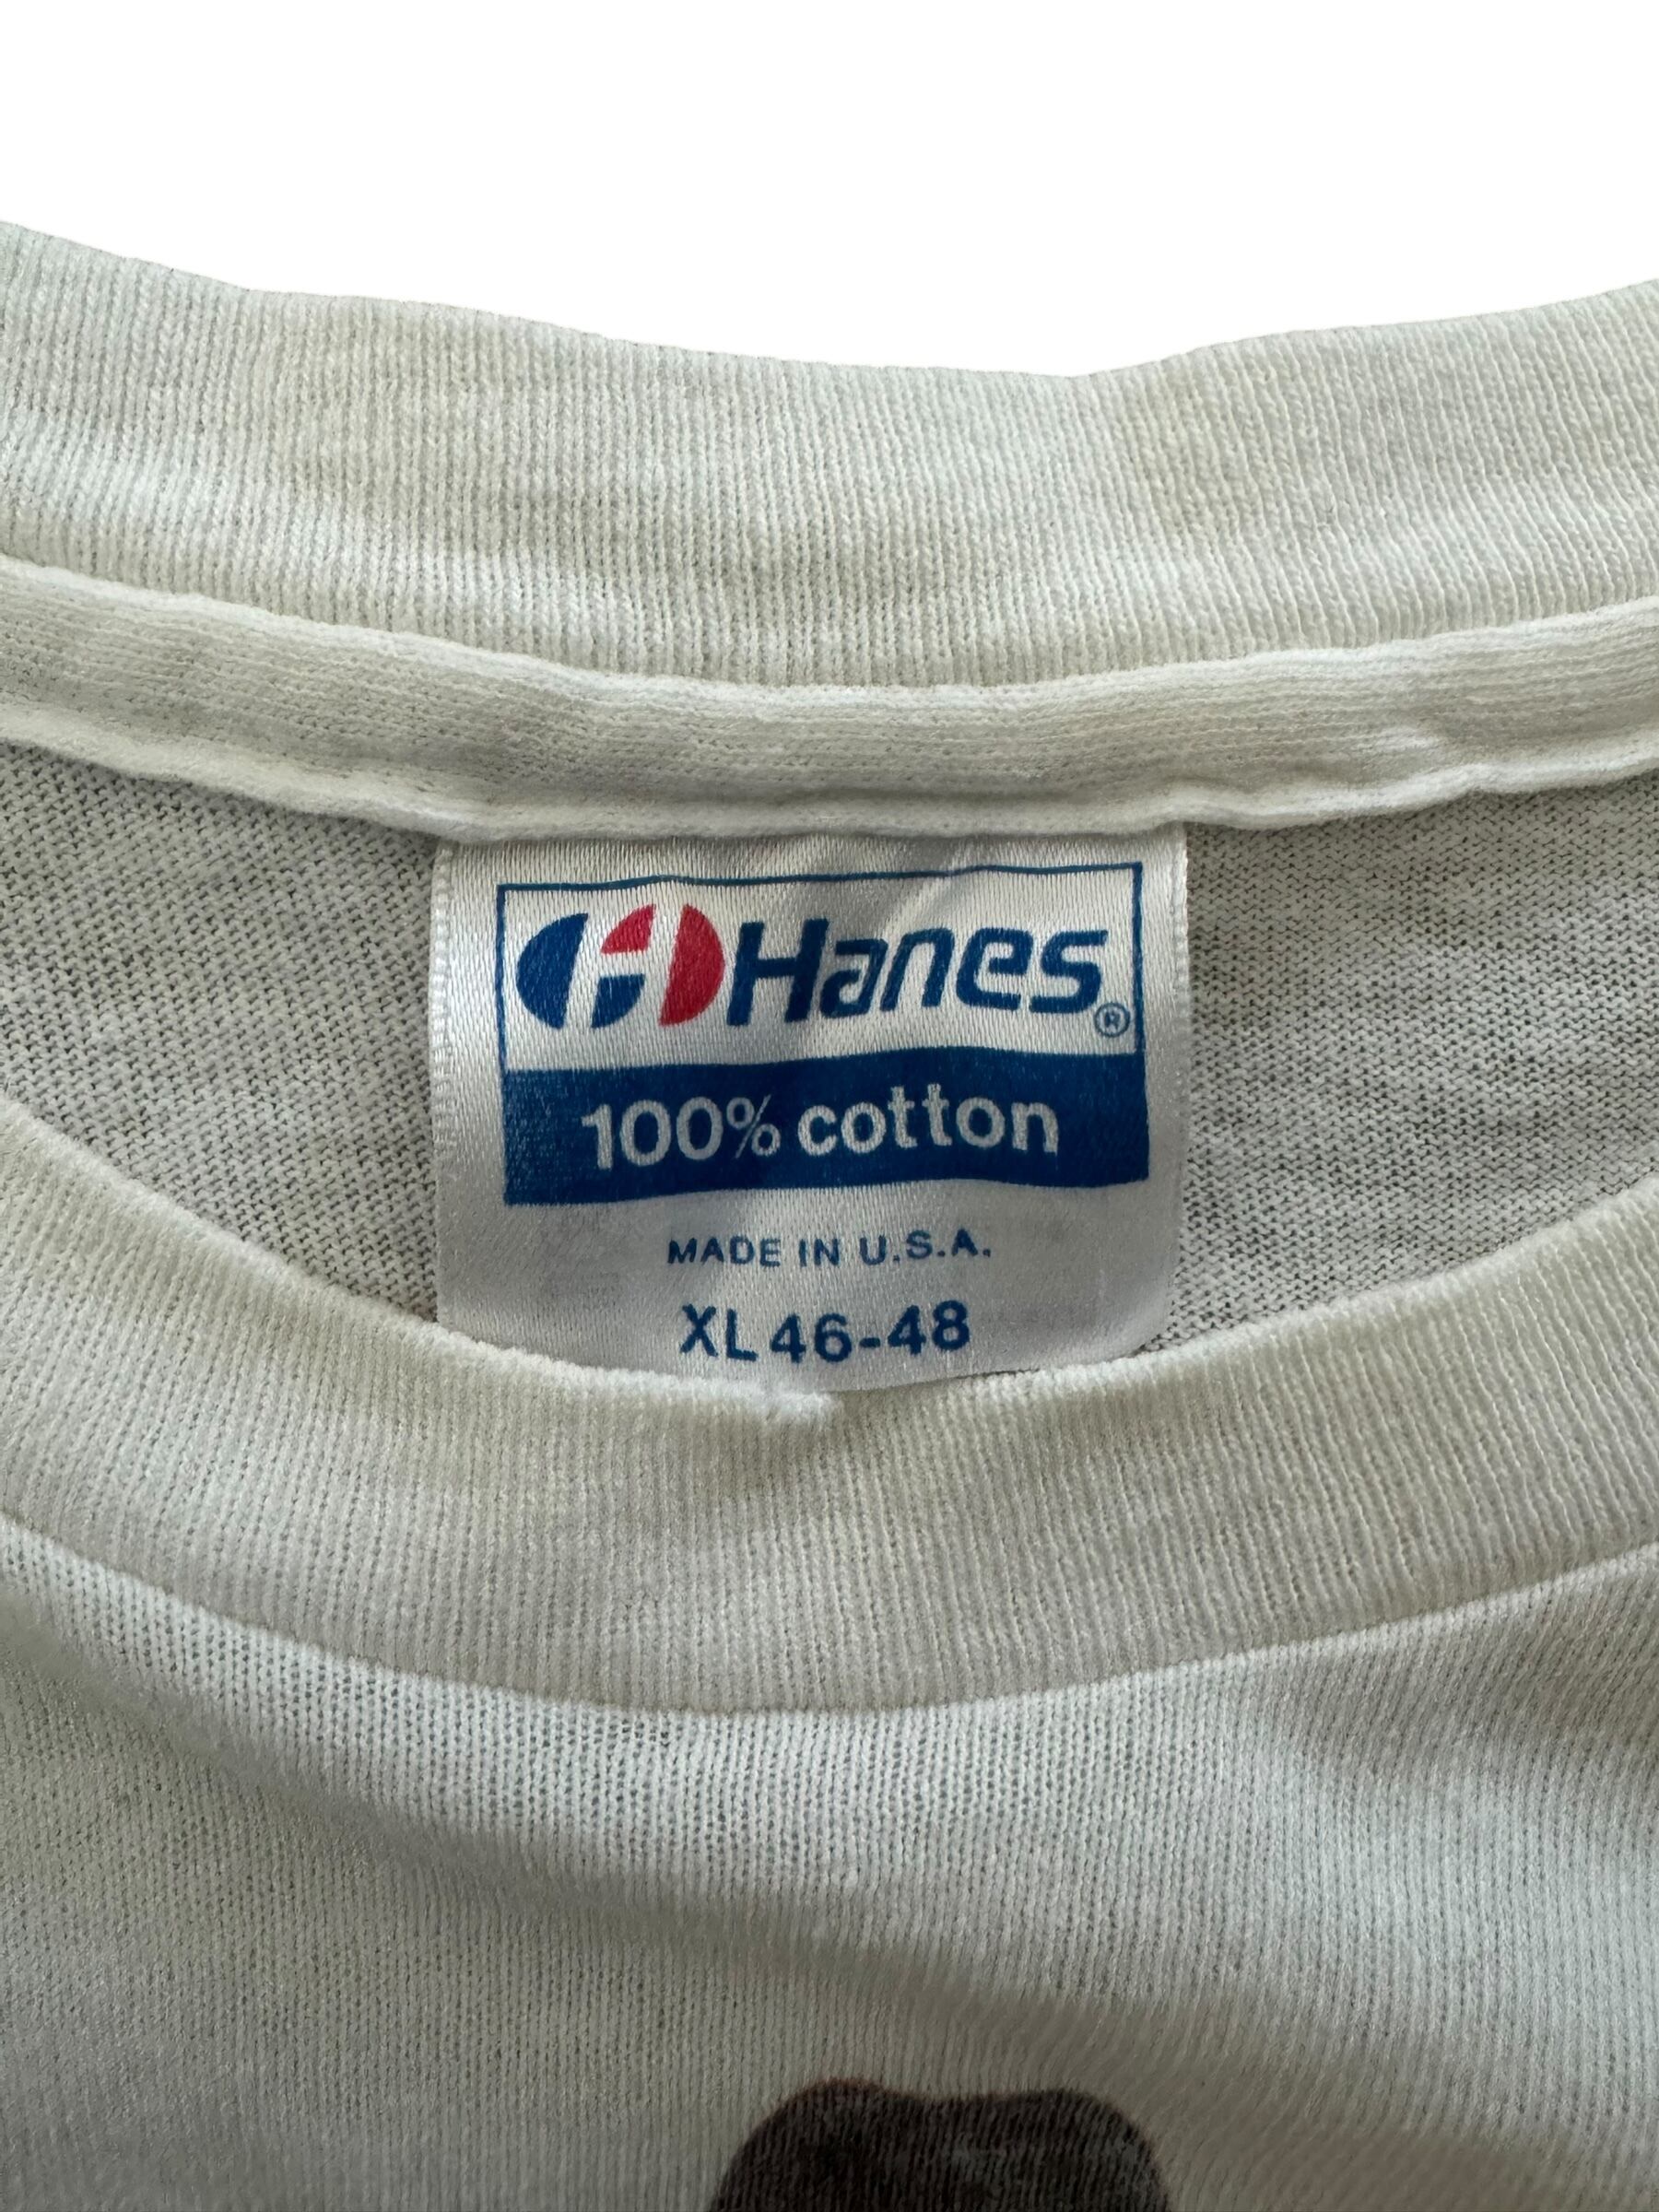 Hanes®
100% cotton
MADE IN U.S.A.
XL 46-48